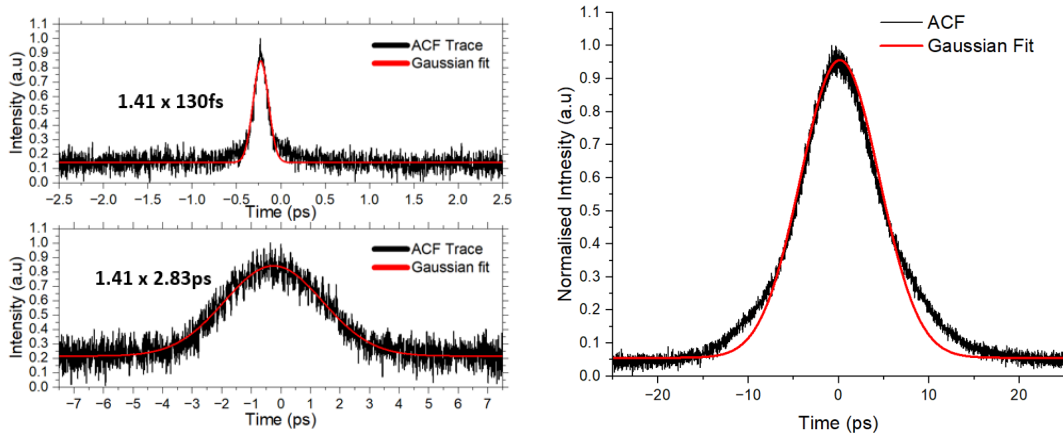 1.1
1.0
0.9
0.8
0.7
0.6
0.5
0.4
0.3
0.2
0.1
0.0
Intensity (a.u)
ACF Trace
Gaussian fit
1.41 x 130fs
−2.5 −2.0 −1.5 −1.0 −0.5 0.0 0.5 1.0 1.5 2.0 2.5
Time (ps)
1.1
1.0
0.9
0.8
0.7
0.6
0.5
0.4
0.3
0.2
0.1
0.0
Intensity (a.u)
ACF Trace
Gaussian fit
1.41 x 2.83ps
−7 −6 −5 −4 −3 −2 −1 0 1 2 3 4 5 6 7
Time (ps)
1.1
1.0
0.9
0.8
0.7
0.6
0.5
0.4
0.3
0.2
0.1
0.0
Normalised Intnesity (a.u)
ACF
Gaussian Fit
−20 −10 0 10 20
Time (ps)